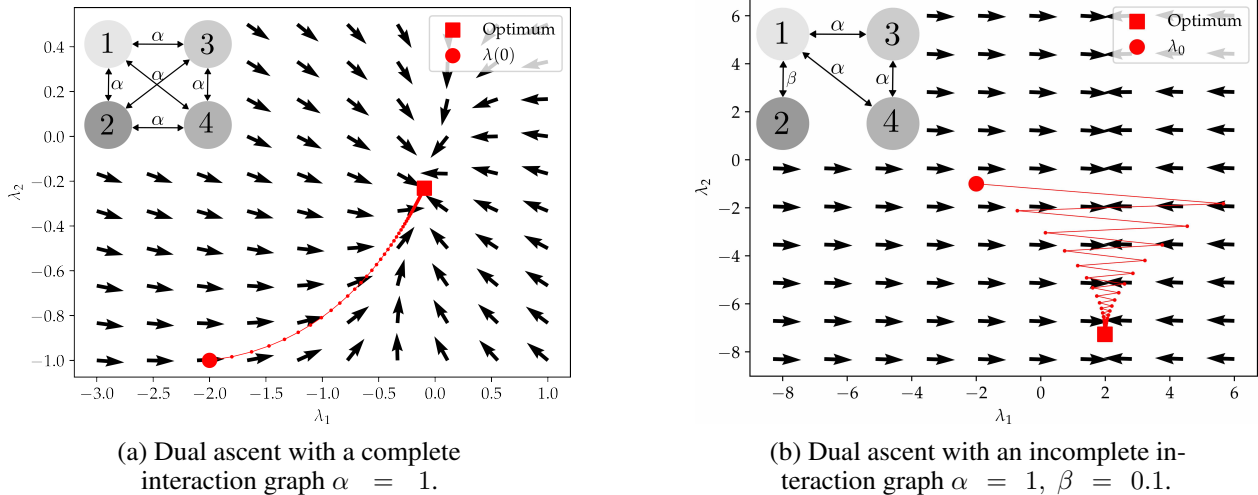 1 α 3
α α α
2 α 4
Optimum
λ(0)
0.4
0.2
0.0
−0.2
−0.4
−0.6
−0.8
−1.0
λ₂
−3.0 −2.5 −2.0 −1.5 −1.0 −0.5 0.0 0.5 1.0
λ₁
(a) Dual ascent with a complete
interaction graph α = 1.
1 α 3
β α α
2 4
Optimum
λ₀
6
4
2
0
−2
−4
−6
−8
λ₂
−8 −6 −4 −2 0 2 4 6
λ₁
(b) Dual ascent with an incomplete in-
teraction graph α = 1, β = 0.1.